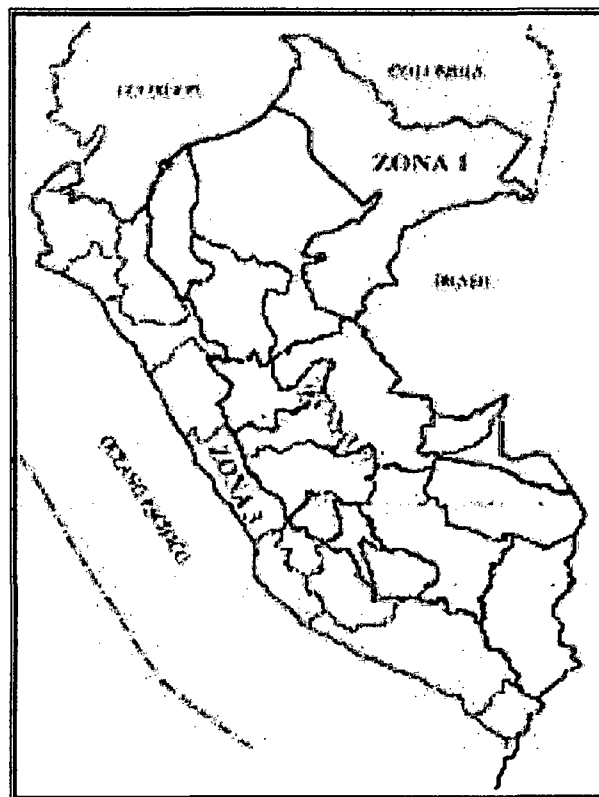 COLOMBIA
ECUADOR
ZONA 1
BRASIL
ZONA 3
OCEANO PACIFICO